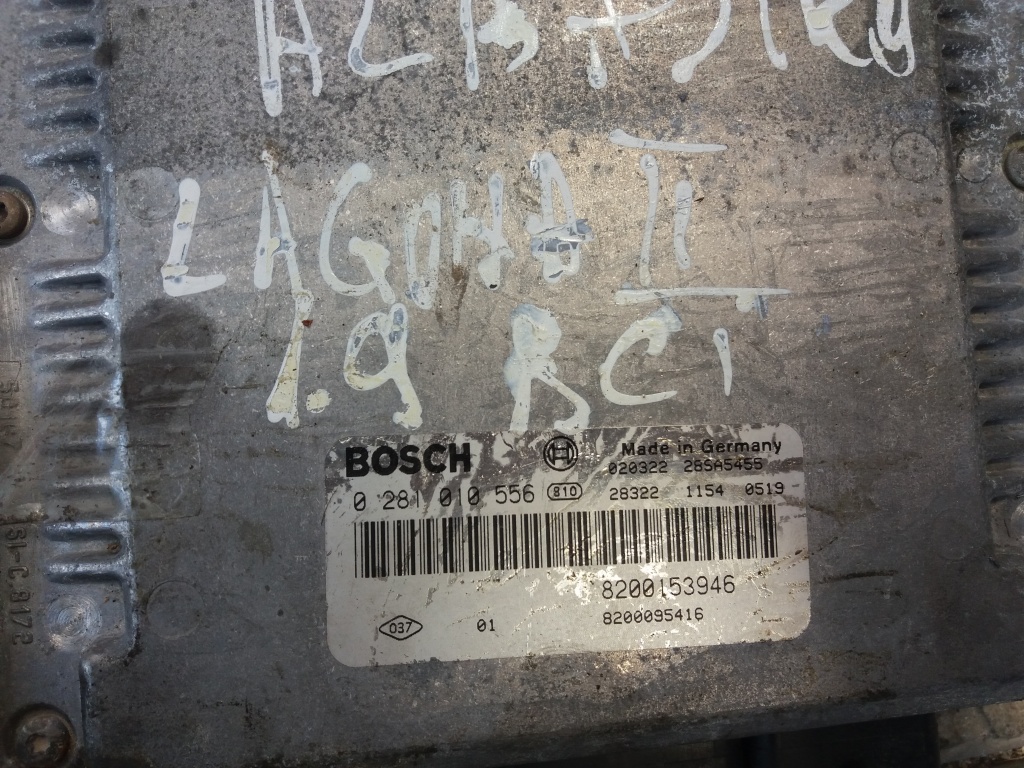 LAGUNA II
1.9 DCi
BOSCH
Made in Germany
020322 28SA5455
0 281 010 556 810 28322 1154 0519
8200153946
8200095416
037 01